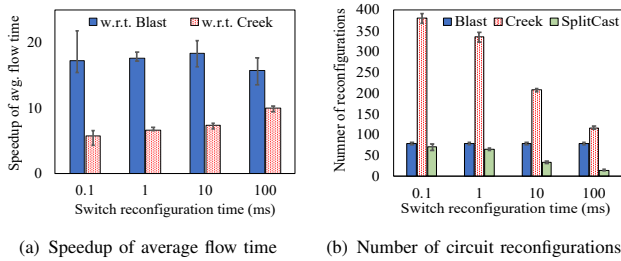 w.r.t. Blast
w.r.t. Creek
Speedup of avg. flow time
20
10
0
0.1 1 10 100
Switch reconfiguration time (ms)
(a) Speedup of average flow time
Blast Creek SplitCast
Numner of reconfigurations
400
350
300
250
200
150
100
50
0
0.1 1 10 100
Switch reconfiguration time (ms)
(b) Number of circuit reconfigurations